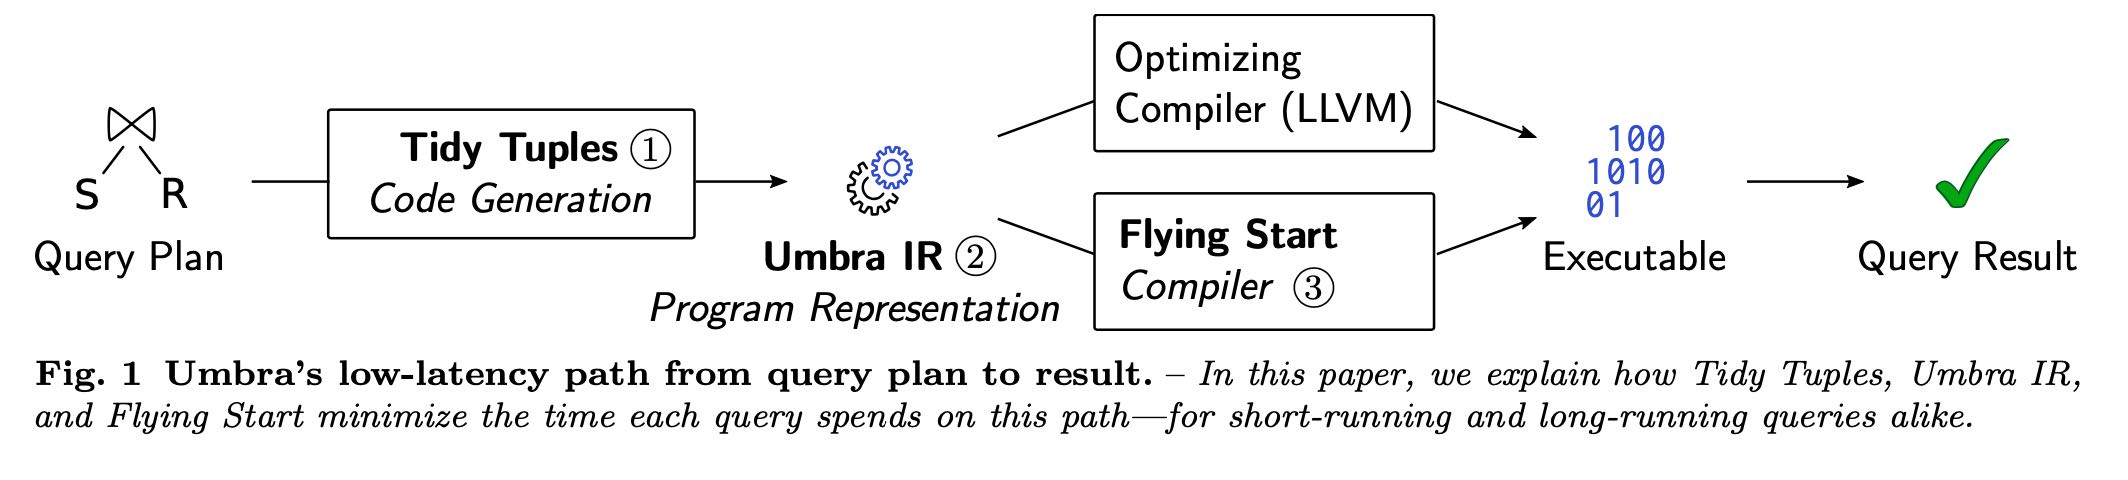 S R
Query Plan
Tidy Tuples ①
Code Generation
Umbra IR ②
Program Representation
Optimizing
Compiler (LLVM)
Flying Start
Compiler ③
100
1010
01
Executable
Query Result
Fig. 1 Umbra's low-latency path from query plan to result. – In this paper, we explain how Tidy Tuples, Umbra IR,
and Flying Start minimize the time each query spends on this path—for short-running and long-running queries alike.